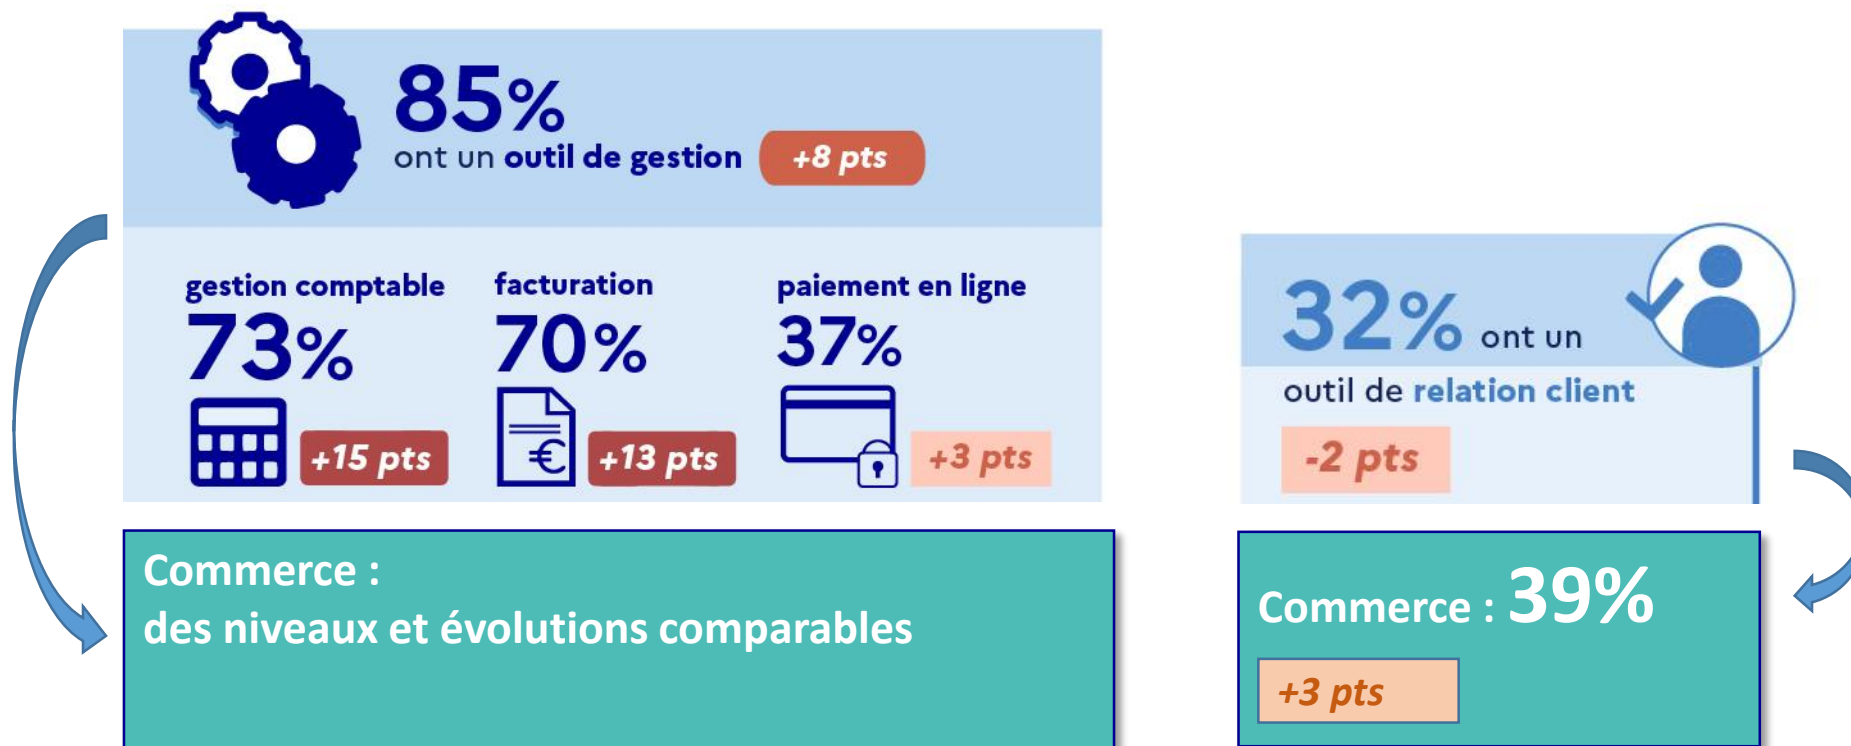 85%
ont un outil de gestion +8 pts
gestion comptable
73%
+15 pts
facturation
70%
€
+13 pts
paiement en ligne
37%
+3 pts
Commerce :
des niveaux et évolutions comparables
32% ont un
outil de relation client
-2 pts
Commerce : 39%
+3 pts